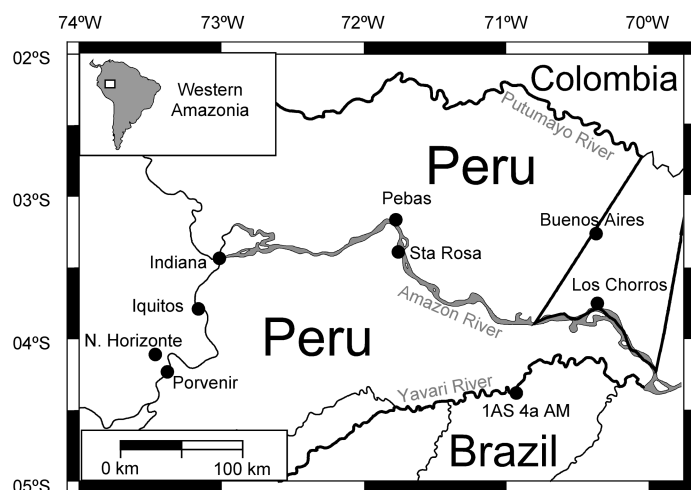 74ºW
73ºW
72ºW
71ºW
70ºW
02ºS
Western
Amazonia
Colombia
Putumayo River
Peru
03ºS
Pebas
Buenos Aires
Sta Rosa
Indiana
Los Chorros
Amazon River
Iquitos
Peru
04ºS
N. Horizonte
Porvenir
Yavari River
1AS 4a AM
Brazil
0 km
100 km
05ºS